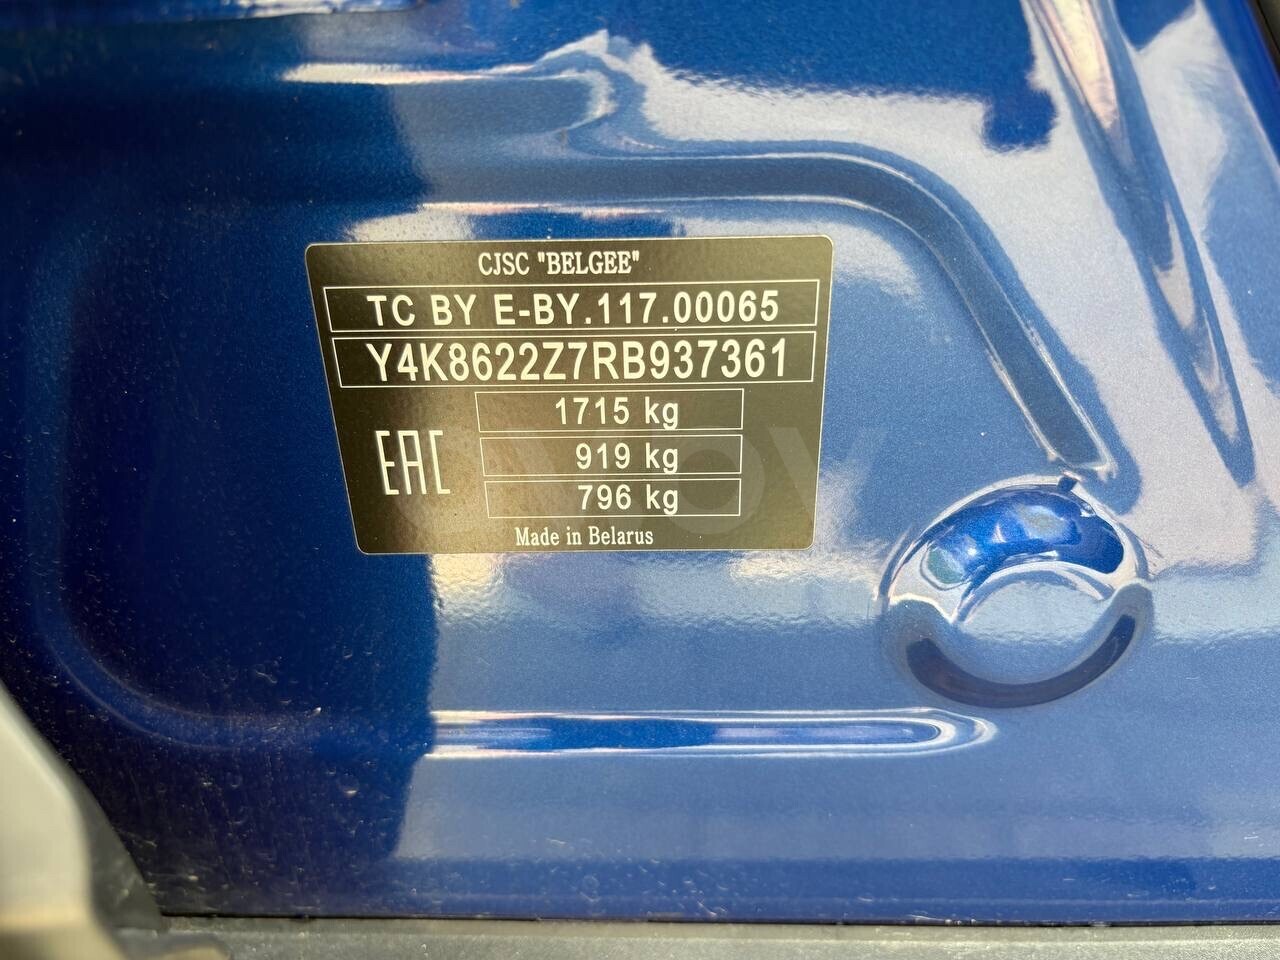 CJSC "BELGEE"
TC BY E-BY.117.00065
Y4K8622Z7RB937361
1715 kg
919 kg
EAC
796 kg
Made in Belarus